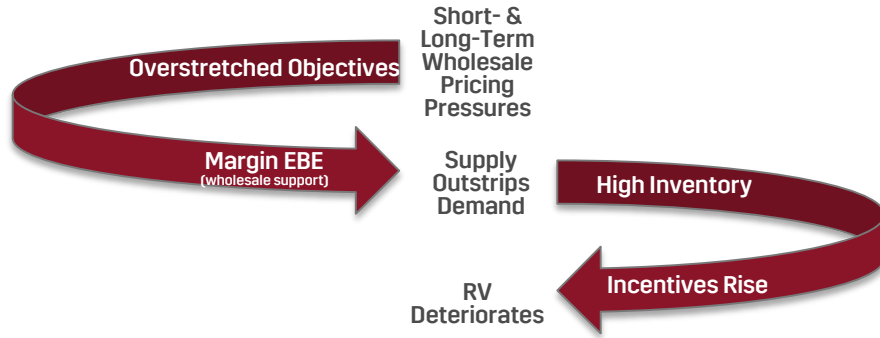 Short- &
Long-Term
Wholesale
Pricing
Pressures
Overstretched Objectives
Margin EBE
(wholesale support)
Supply
Outstrips
Demand
High Inventory
Incentives Rise
RV
Deteriorates